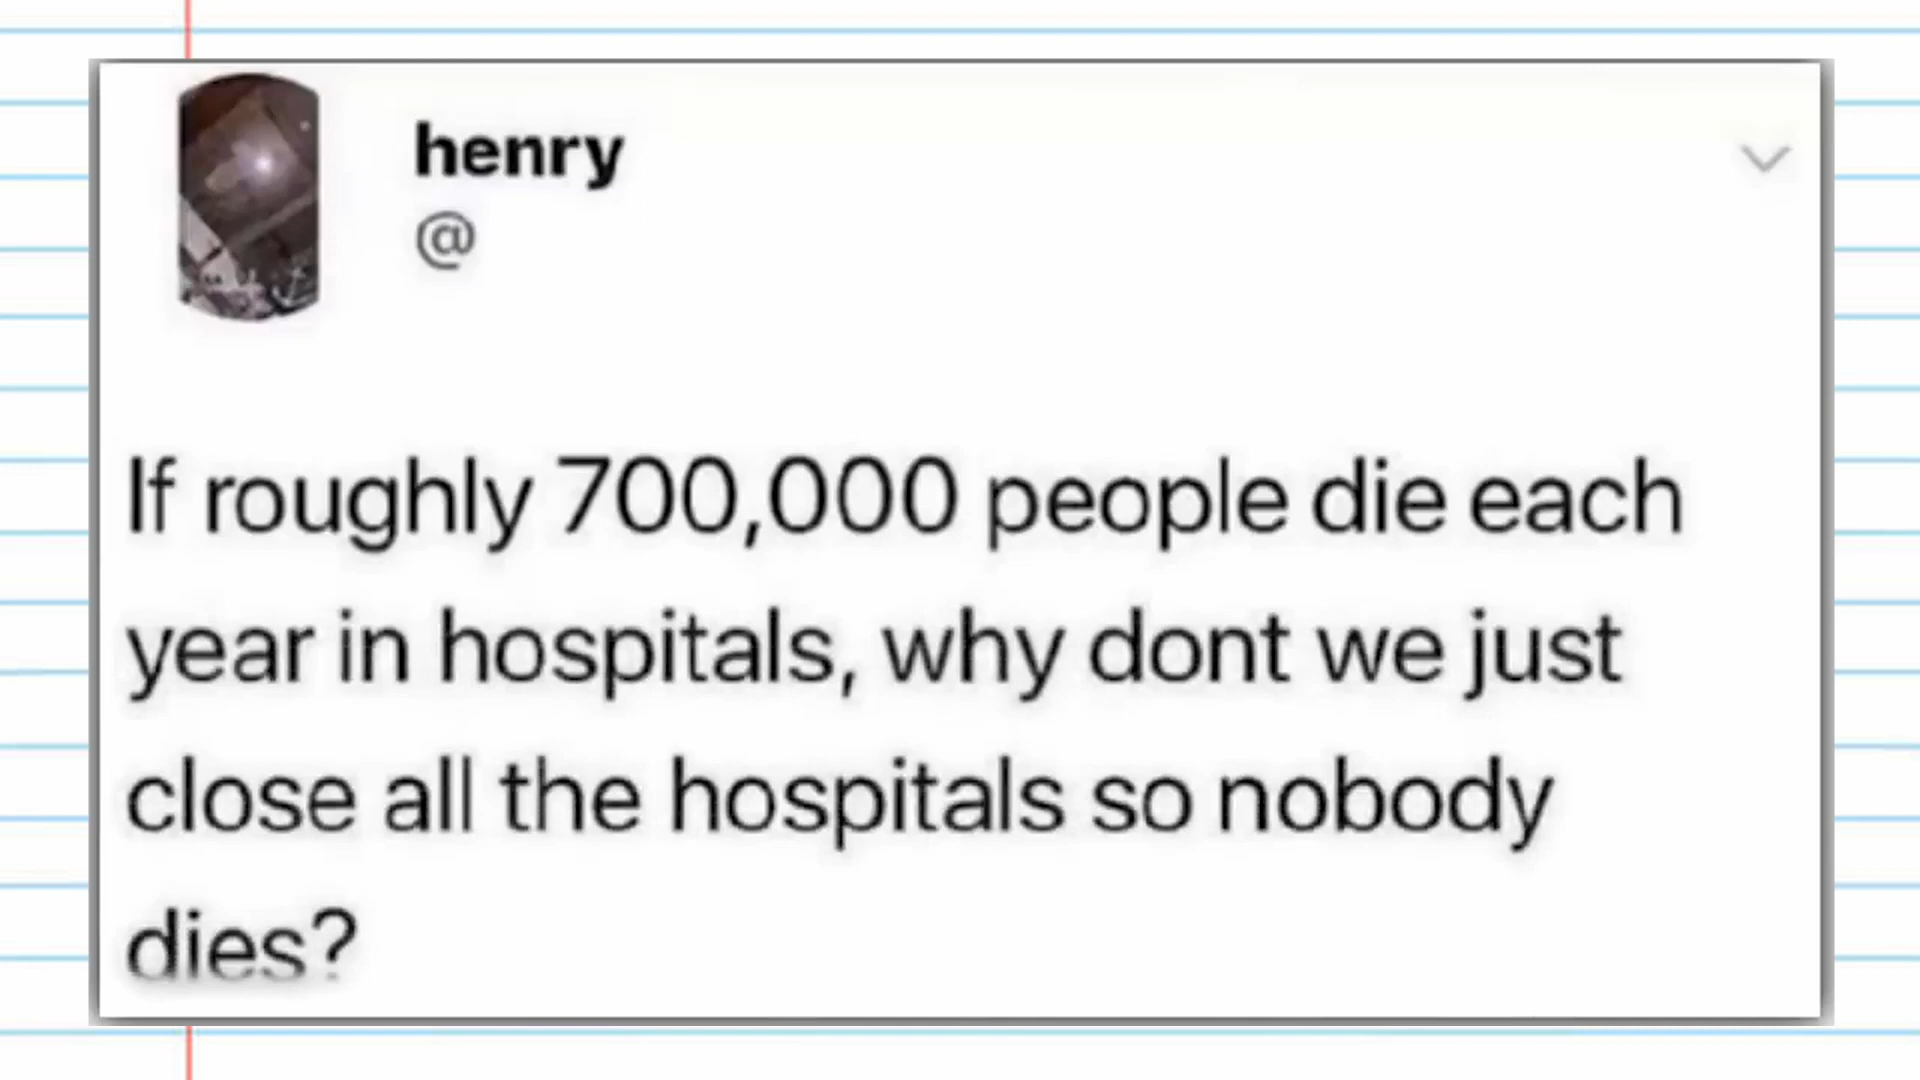 henry
@
If roughly 700,000 people die each
year in hospitals, why dont we just
close all the hospitals so nobody
dies?